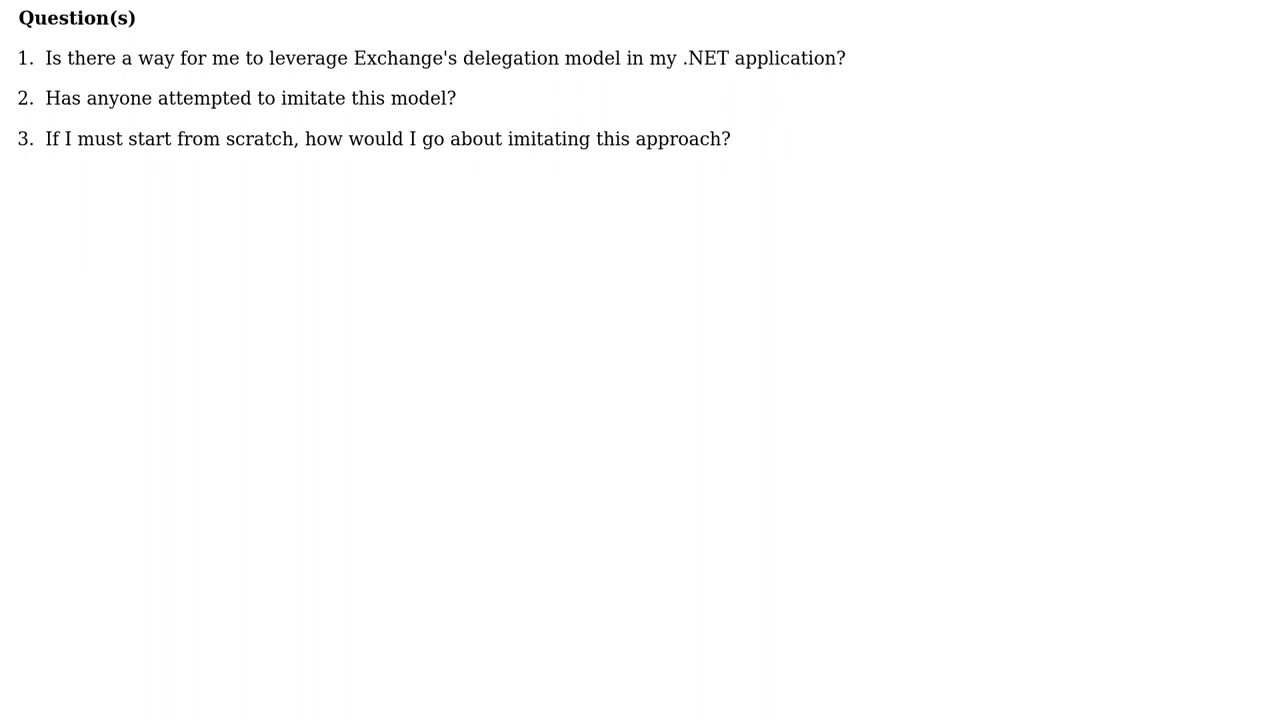 Question(s)
1. Is there a way for me to leverage Exchange's delegation model in my .NET application?
2. Has anyone attempted to imitate this model?
3. If I must start from scratch, how would I go about imitating this approach?